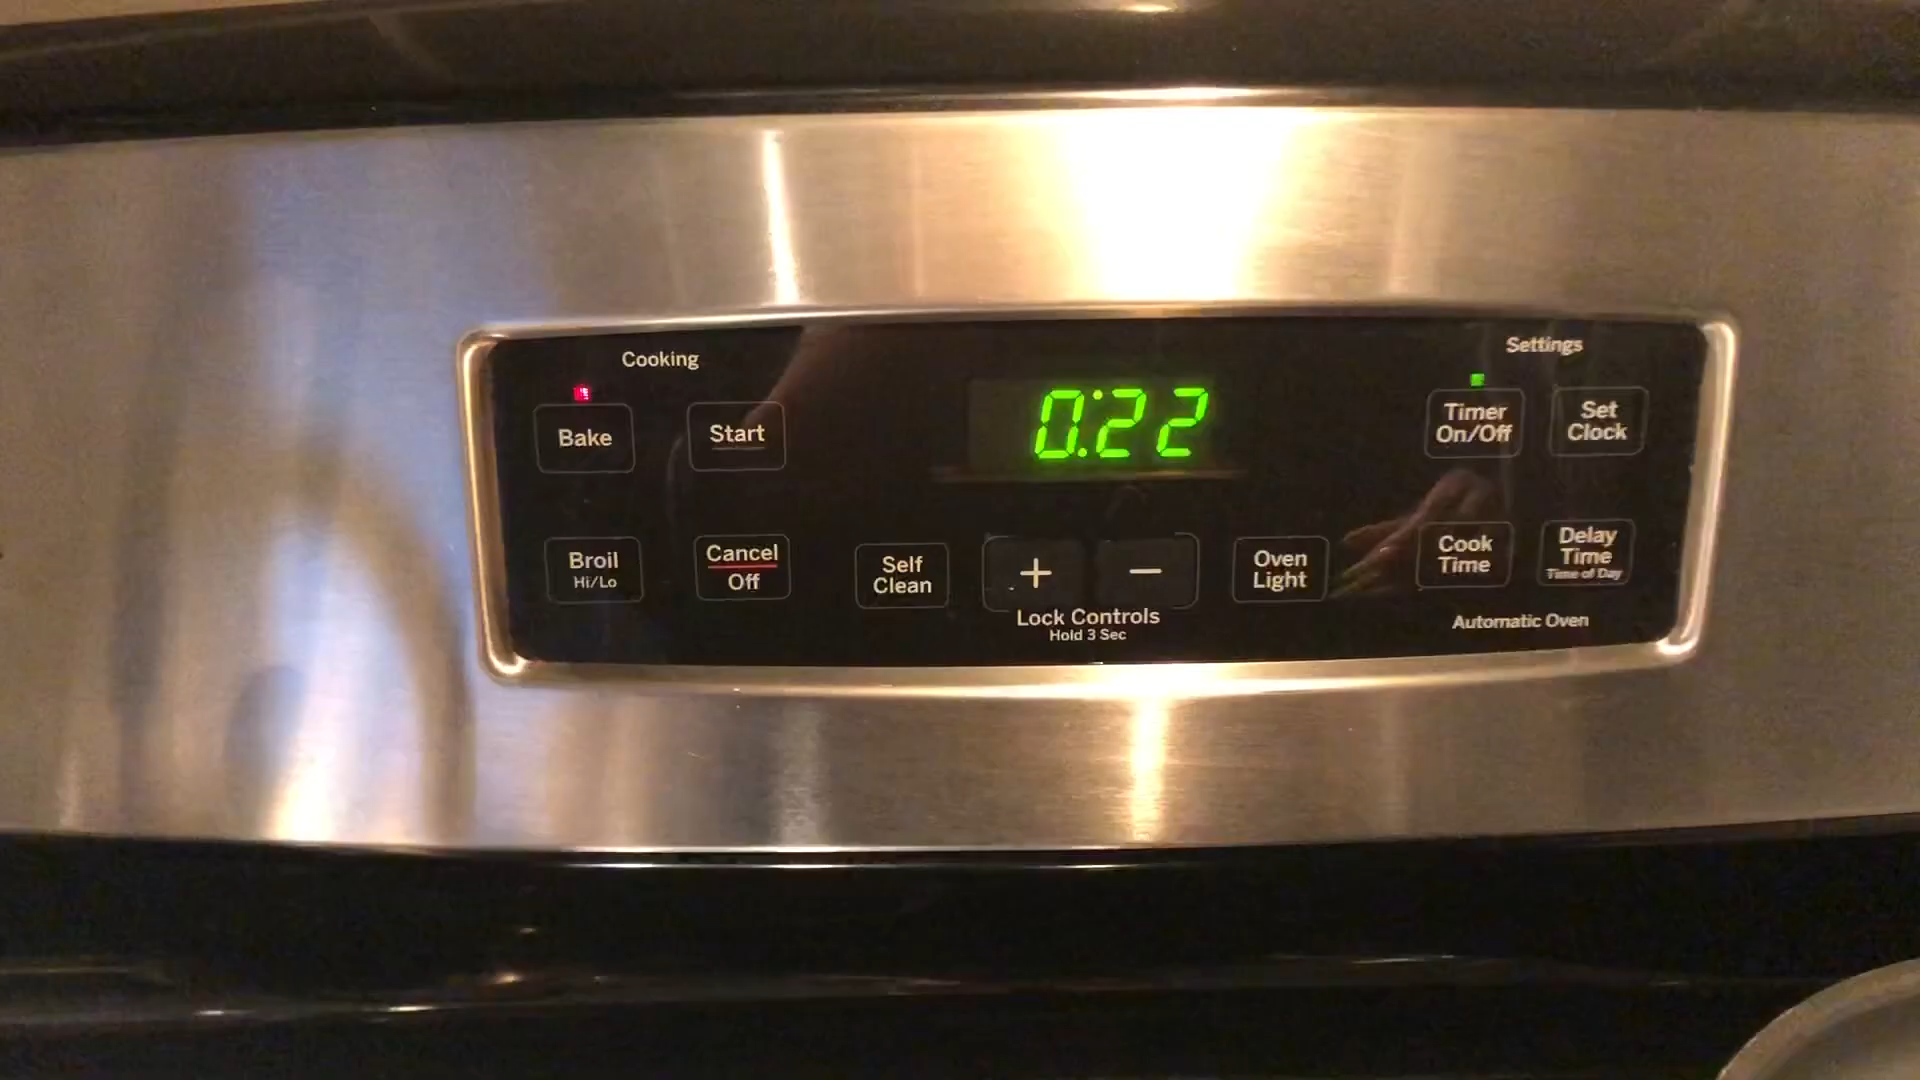 Cooking
Settings
Bake
Start
0:22
Timer
On/Off
Set
Clock
Broil
Hi/Lo
Cancel
Off
Self
Clean
+
−
Lock Controls
Hold 3 Sec
Oven
Light
Cook
Time
Delay
Time
Time of Day
Automatic Oven